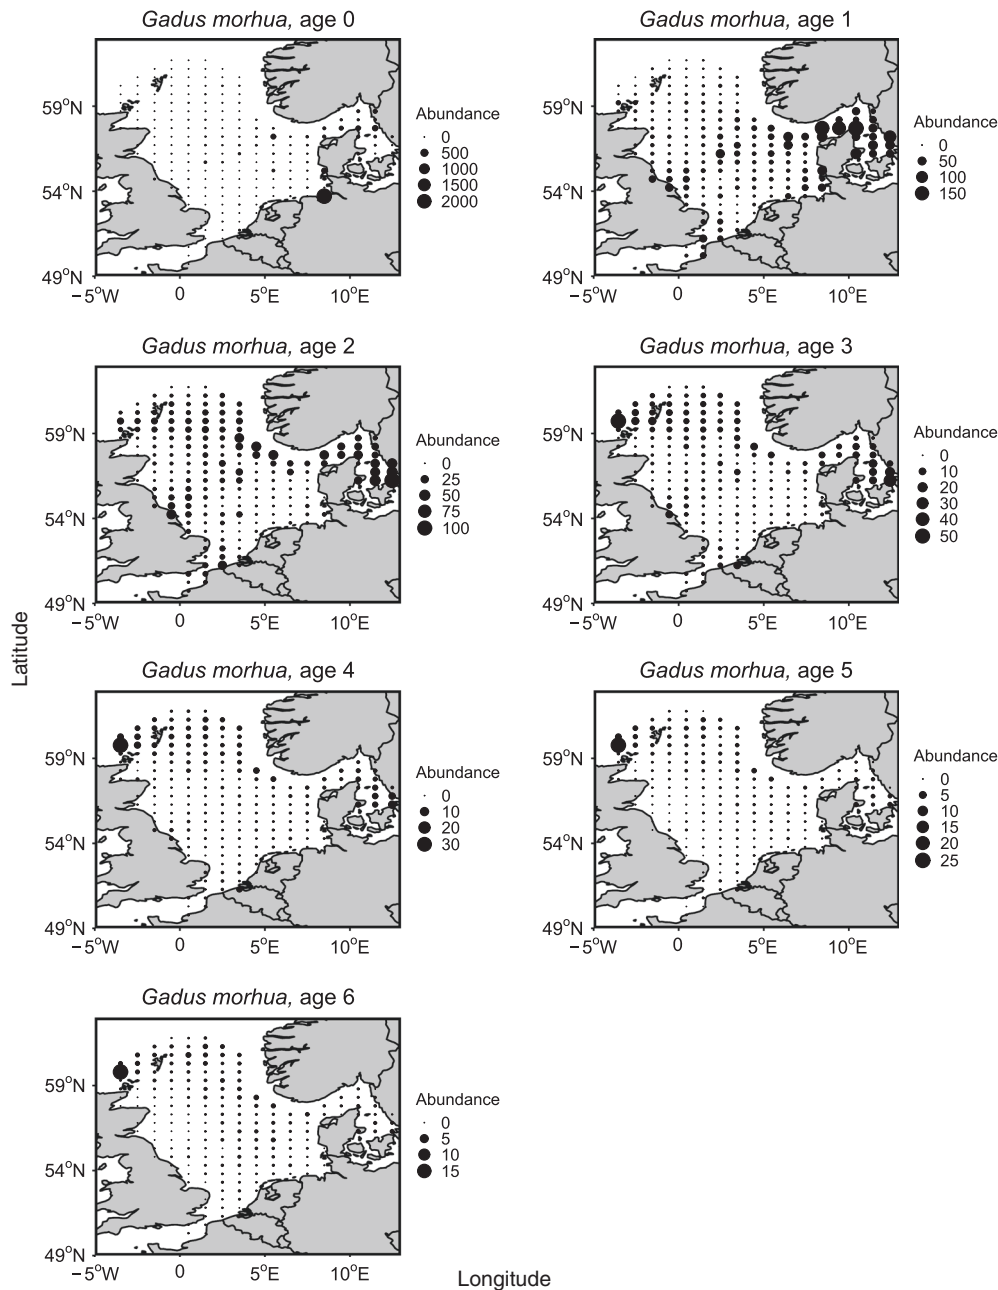 Gadus morhua, age 0
59°N
54°N
49°N
−5°W 0 5°E 10°E
Abundance
0
500
1000
1500
2000
Gadus morhua, age 1
59°N
54°N
49°N
−5°W 0 5°E 10°E
Abundance
0
50
100
150
Gadus morhua, age 2
59°N
54°N
49°N
−5°W 0 5°E 10°E
Abundance
0
25
50
75
100
Gadus morhua, age 3
59°N
54°N
49°N
−5°W 0 5°E 10°E
Abundance
0
10
20
30
40
50
Latitude
Gadus morhua, age 4
59°N
54°N
49°N
−5°W 0 5°E 10°E
Abundance
0
10
20
30
Gadus morhua, age 5
59°N
54°N
49°N
−5°W 0 5°E 10°E
Abundance
0
5
10
15
20
25
Gadus morhua, age 6
59°N
54°N
49°N
−5°W 0 5°E 10°E
Abundance
0
5
10
15
Longitude